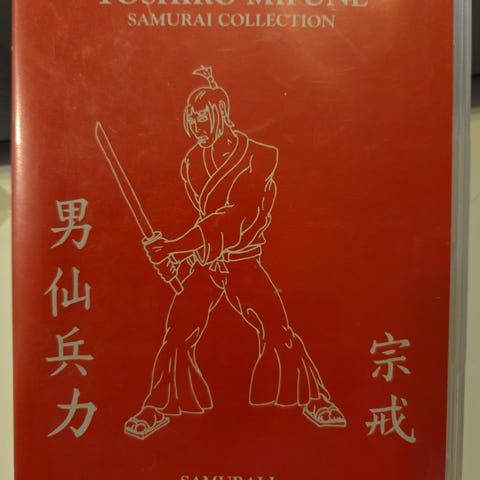 TOSHIRO MIFUNE
SAMURAI COLLECTION
男仙兵力
宗戒
SAMURAI I